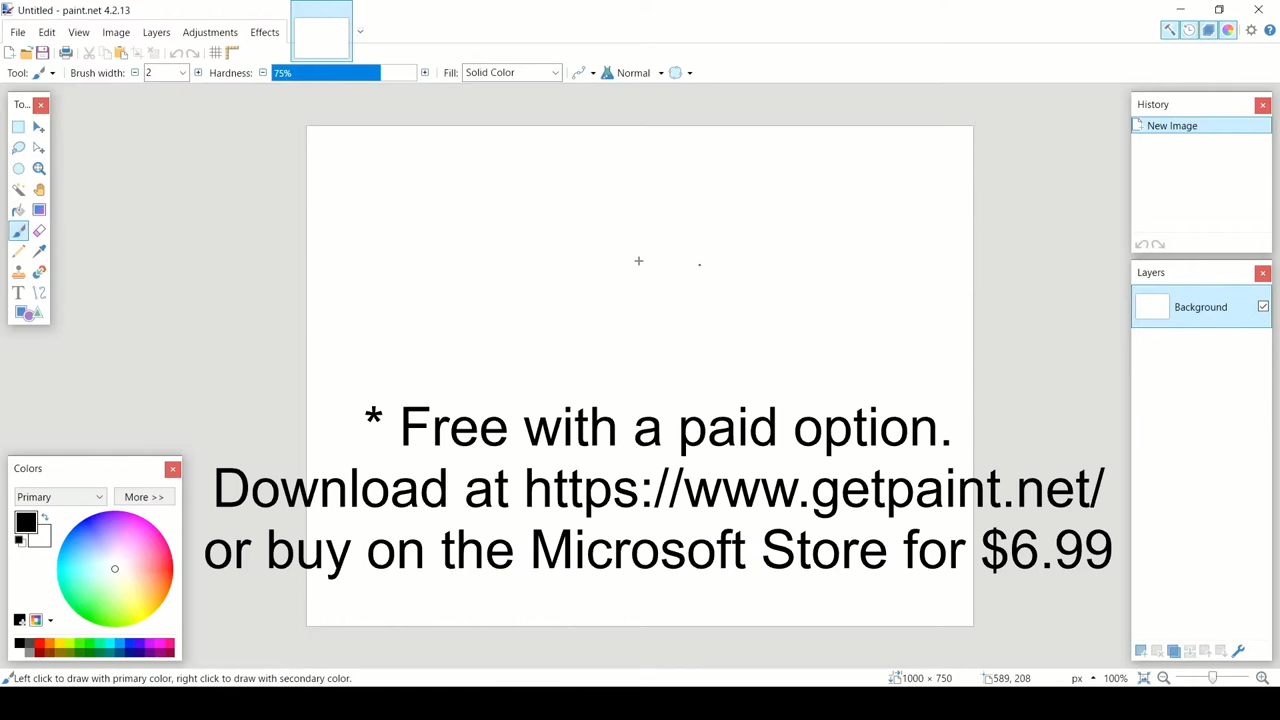 Untitled - paint.net 4.2.13
File Edit View Image Layers Adjustments Effects
Tool: Brush width: 2 Hardness: 75% Fill: Solid Color Normal
To...
History
New Image
Layers
Background
* Free with a paid option.
Download at https://www.getpaint.net/
or buy on the Microsoft Store for $6.99
Colors
Primary More >>
Left click to draw with primary color, right click to draw with secondary color. 1000 × 750 589, 208 px 100%